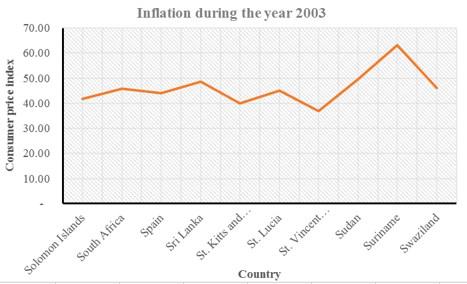 Inflation during the year 2003
Consumer price index
70.00
60.00
50.00
40.00
30.00
20.00
10.00
-
Solomon Islands
South Africa
Spain
Sri Lanka
St. Kitts and…
St. Lucia
St. Vincent…
Sudan
Suriname
Swaziland
Country